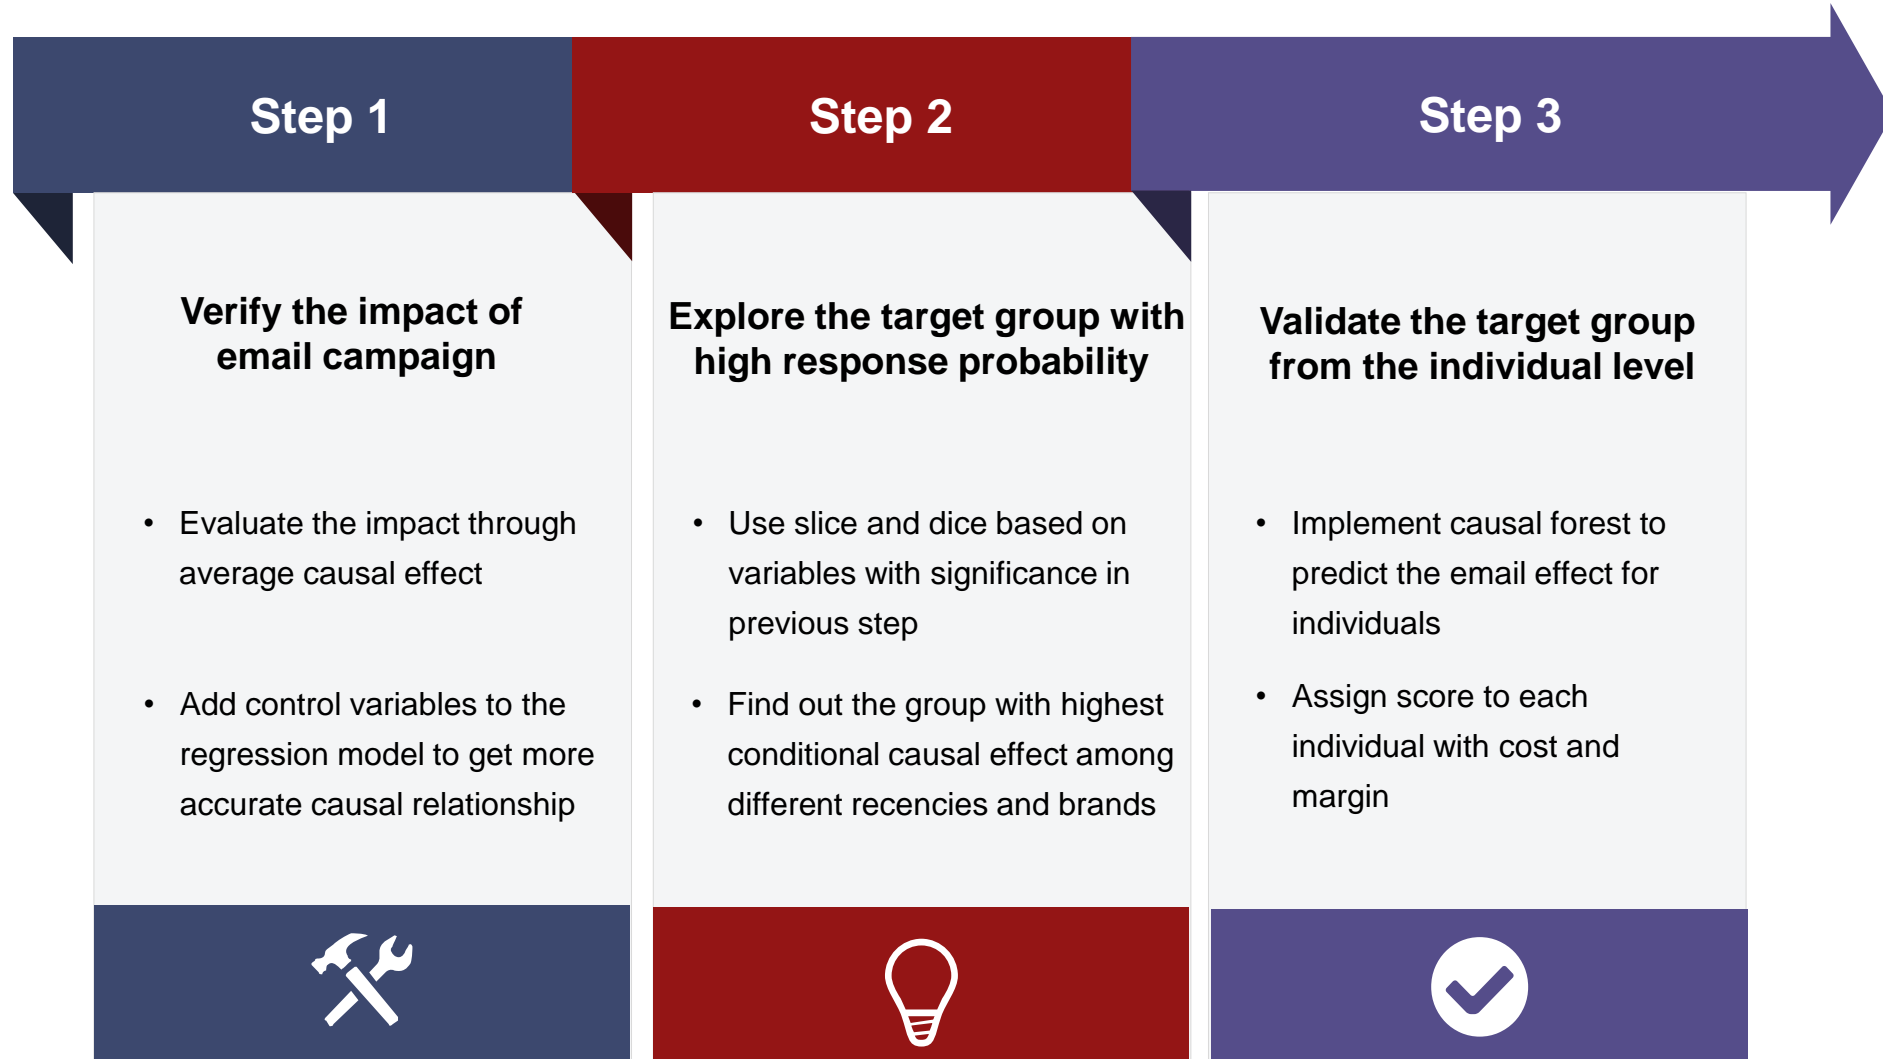 Step 1
Step 2
Step 3
Verify the impact of
email campaign
• Evaluate the impact through
average causal effect
• Add control variables to the
regression model to get more
accurate causal relationship
Explore the target group with
high response probability
• Use slice and dice based on
variables with significance in
previous step
• Find out the group with highest
conditional causal effect among
different recencies and brands
Validate the target group
from the individual level
• Implement causal forest to
predict the email effect for
individuals
• Assign score to each
individual with cost and
margin